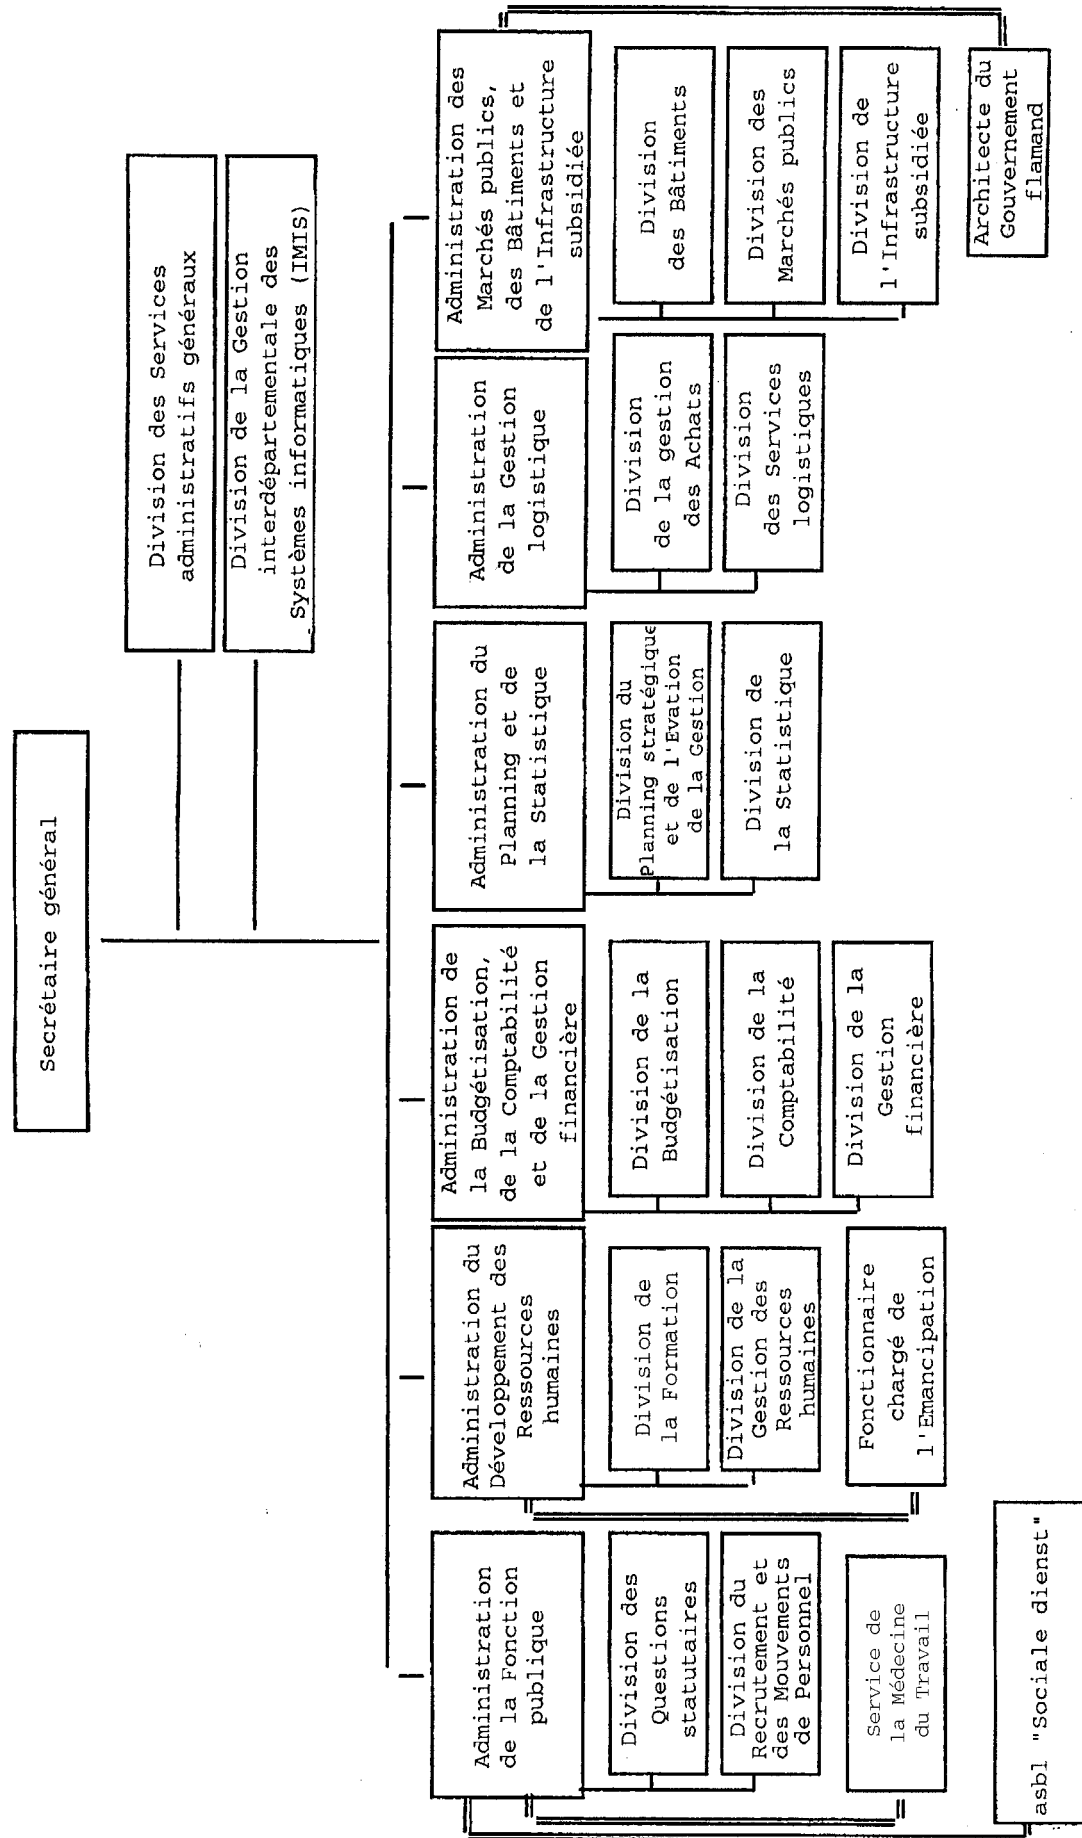 Secrétaire général
Division des Services
administratifs généraux
Division de la Gestion
interdépartementale des
Systèmes informatiques (IMIS)
Administration
de la Fonction
publique
Division des
Questions
statutaires
Division du
Recrutement et
des Mouvements
de Personnel
Service de
la Médecine
du Travail
asbl "Sociale dienst"
Administration du
Développement des
Ressources
humaines
Division de
la Formation
Division de la
Gestion des
Ressources
humaines
Fonctionnaire
chargé de
l'Emancipation
Administration de
la Budgétisation,
de la Comptabilité
et de la Gestion
financière
Division de la
Budgétisation
Division de la
Comptabilité
Division de la
Gestion
financière
Administration du
Planning et de
la Statistique
Division du
Planning stratégique
et de l'Evation
de la Gestion
Division de
la Statistique
Administration
de la Gestion
logistique
Division
de la gestion
des Achats
Division
des Services
logistiques
Administration des
Marchés publics,
des Bâtiments et
de l'Infrastructure
subsidiée
Division
des Bâtiments
Division des
Marchés publics
Division de
l'Infrastructure
subsidiée
Architecte du
Gouvernement
flamand